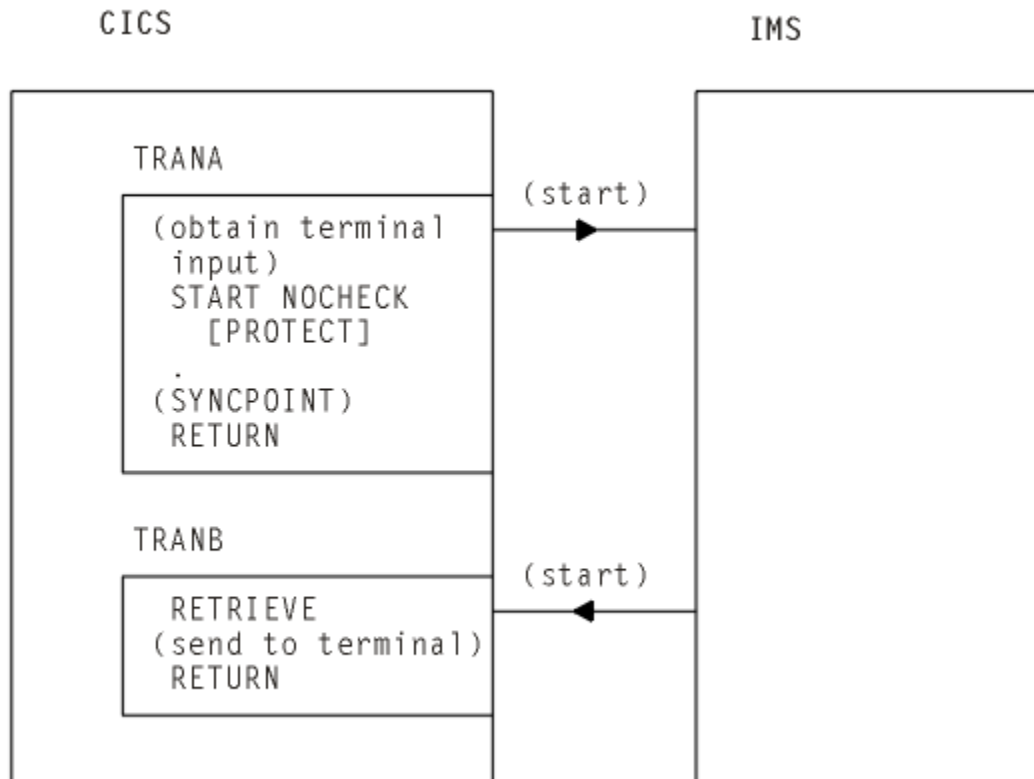 CICS
IMS
TRANA
(start)
(obtain terminal
input)
START NOCHECK
[PROTECT]
.
(SYNCPOINT)
RETURN
TRANB
(start)
RETRIEVE
(send to terminal)
RETURN